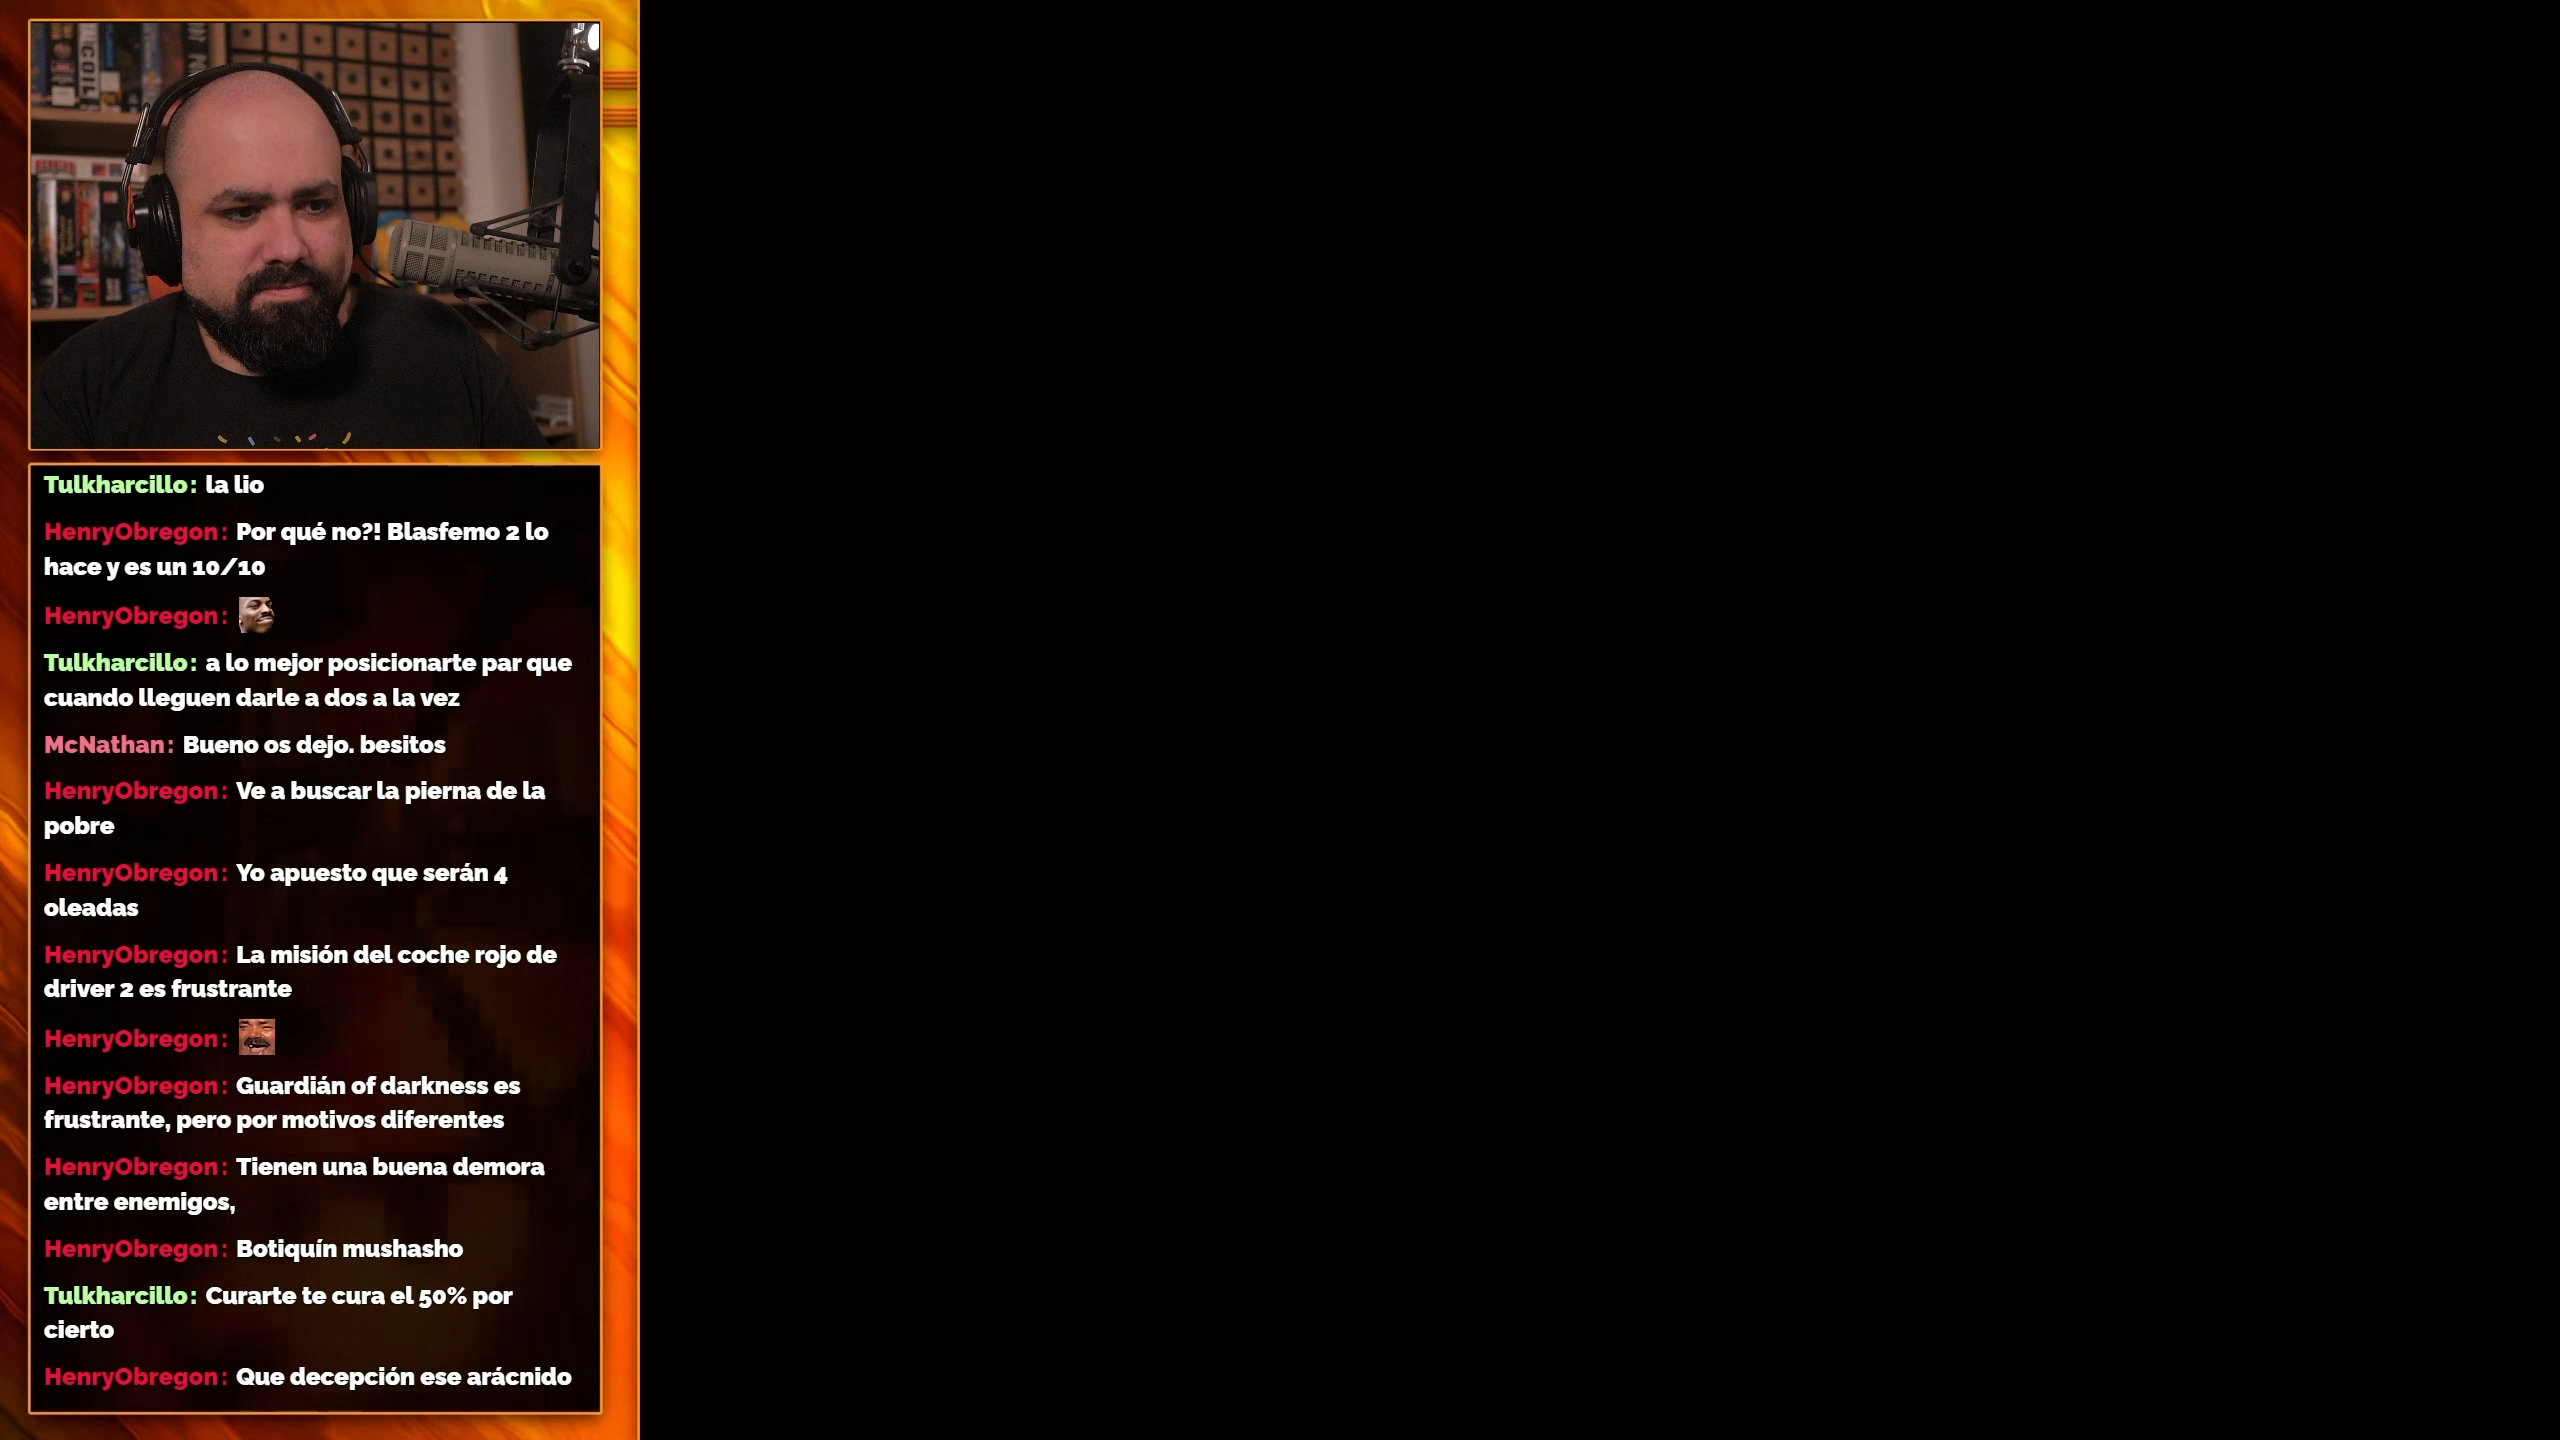 Tulkharcillo: la lio
HenryObregon: Por qué no?! Blasfemo 2 lo
hace y es un 10/10
HenryObregon:
Tulkharcillo: a lo mejor posicionarte par que
cuando lleguen darle a dos a la vez
McNathan: Bueno os dejo. besitos
HenryObregon: Ve a buscar la pierna de la
pobre
HenryObregon: Yo apuesto que serán 4
oleadas
HenryObregon: La misión del coche rojo de
driver 2 es frustrante
HenryObregon:
HenryObregon: Guardián of darkness es
frustrante, pero por motivos diferentes
HenryObregon: Tienen una buena demora
entre enemigos,
HenryObregon: Botiquín mushasho
Tulkharcillo: Curarte te cura el 50% por
cierto
HenryObregon: Que decepción ese arácnido